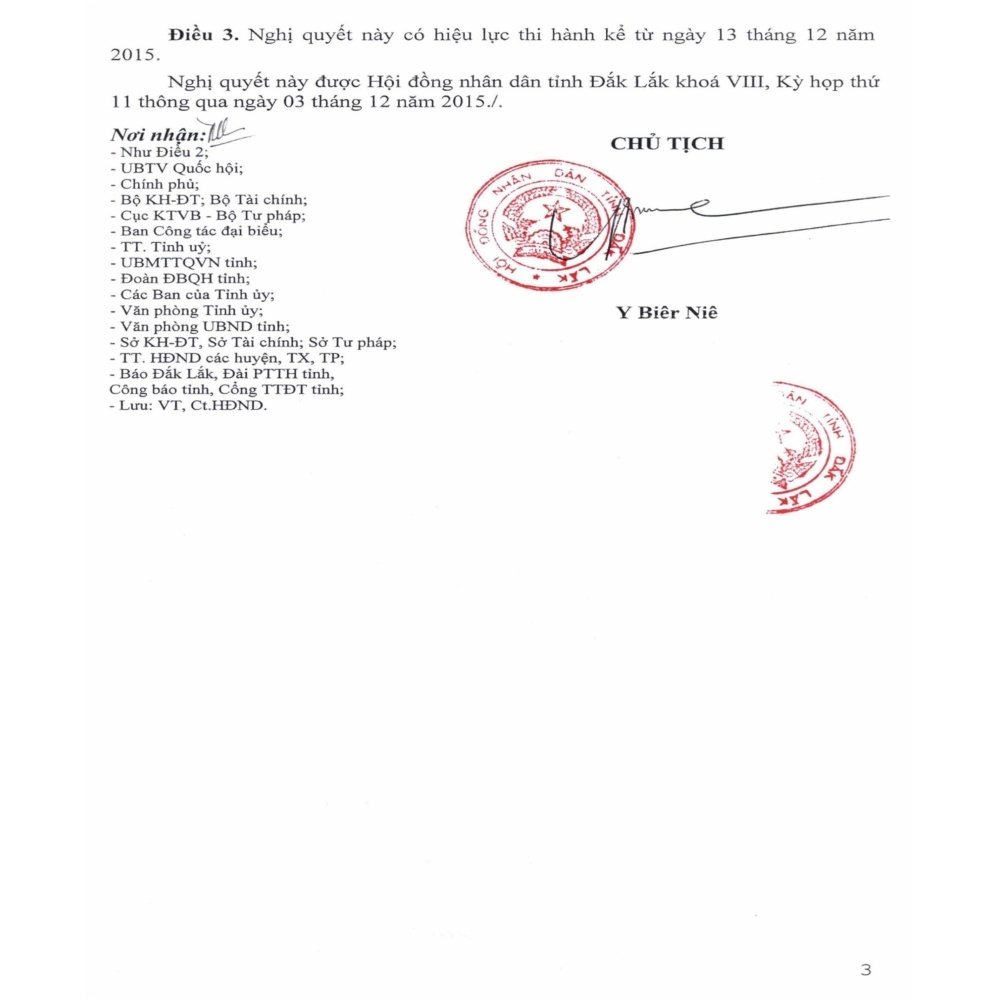 Điều 3. Nghị quyết này có hiệu lực thi hành kể từ ngày 13 tháng 12 năm
2015.
Nghị quyết này được Hội đồng nhân dân tỉnh Đắk Lắk khoá VIII, Kỳ họp thứ
11 thông qua ngày 03 tháng 12 năm 2015./.
Nơi nhận:
- Như Điều 2;
- UBTV Quốc hội;
- Chính phủ;
- Bộ KH-ĐT; Bộ Tài chính;
- Cục KTVB - Bộ Tư pháp;
- Ban Công tác đại biểu;
- TT. Tỉnh uỷ;
- UBMTTQVN tỉnh;
- Đoàn ĐBQH tỉnh;
- Các Ban của Tỉnh ủy;
- Văn phòng Tỉnh ủy;
- Văn phòng UBND tỉnh;
- Sở KH-ĐT, Sở Tài chính; Sở Tư pháp;
- TT. HĐND các huyện, TX, TP;
- Báo Đắk Lắk, Đài PTTH tỉnh,
Công báo tỉnh, Cổng TTĐT tỉnh;
- Lưu: VT, Ct.HĐND.
CHỦ TỊCH
HỘI ĐỒNG NHÂN DÂN TỈNH ĐẮK LẮK
Y Biêr Niê
ÂN TỈNH ĐẮK LẮK
3